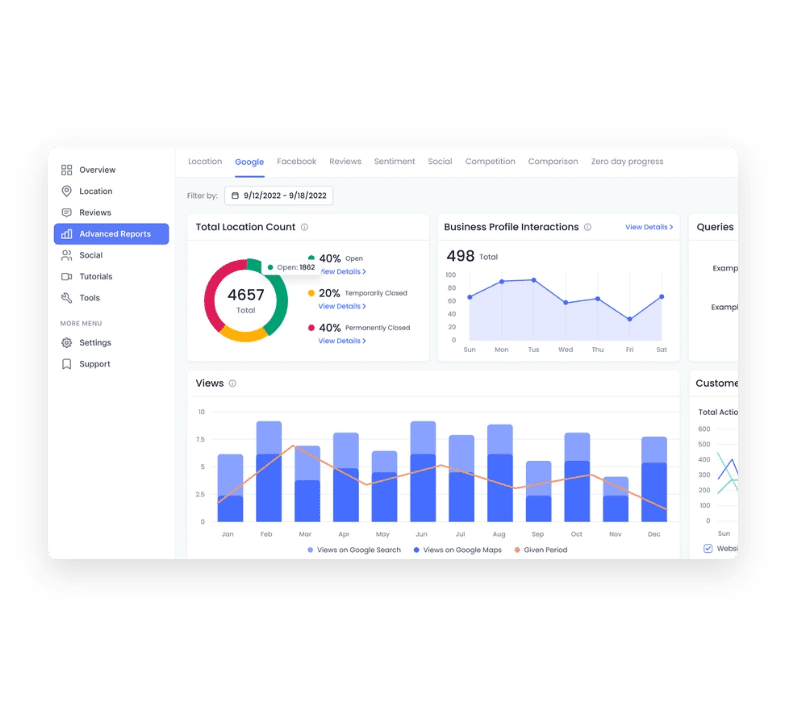 Overview
Location
Reviews
Advanced Reports
Social
Tutorials
Tools
MORE MENU
Settings
Support
Location Google Facebook Reviews Sentiment Social Competition Comparison Zero day progress
Filter by: 9/12/2022 - 9/18/2022
Total Location Count
4657
Total
Open: 1862
40% Open
View Details >
20% Temporarily Closed
View Details >
40% Permanently Closed
View Details >
Business Profile Interactions View Details >
498 Total
100
80
60
40
20
0
Sun Mon Tus Wed Thu Fri Sat
Queries
Examp
Exampl
Views
10
7.5
5
2.5
0
Jan Feb Mar Apr May Jun Jul Aug Sep Oct Nov Dec
Views on Google Search Views on Google Maps Given Period
Custome
Total Actio
600
500
400
300
200
100
0
Sun
Websi